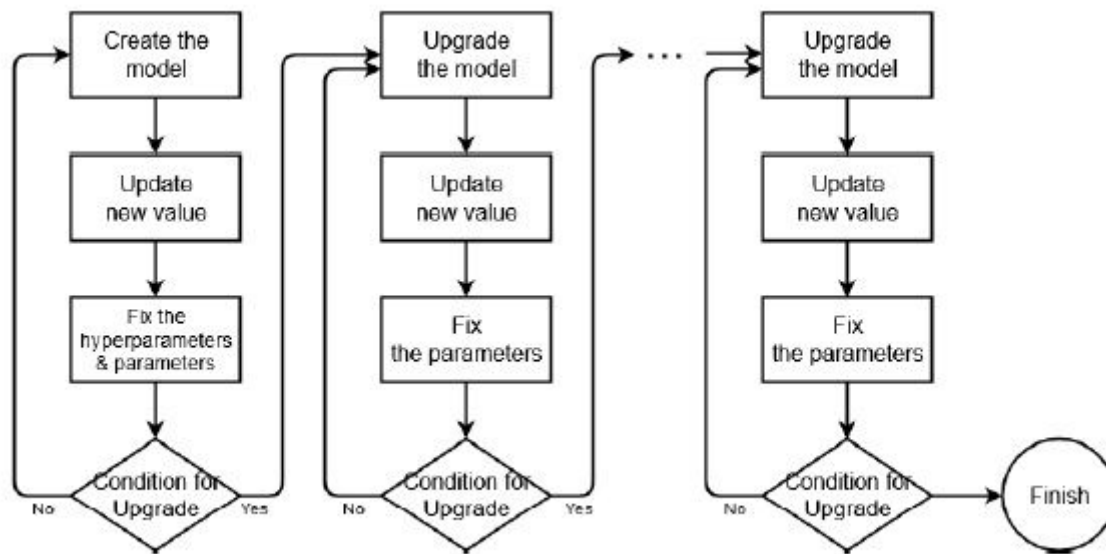 Create the
model
Update
new value
Fix the
hyperparameters
& parameters
Condition for
Upgrade
No
Yes
Upgrade
the model
Update
new value
Fix
the parameters
Condition for
Upgrade
No
Yes
...
Upgrade
the model
Update
new value
Fix
the parameters
Condition for
Upgrade
No
Finish